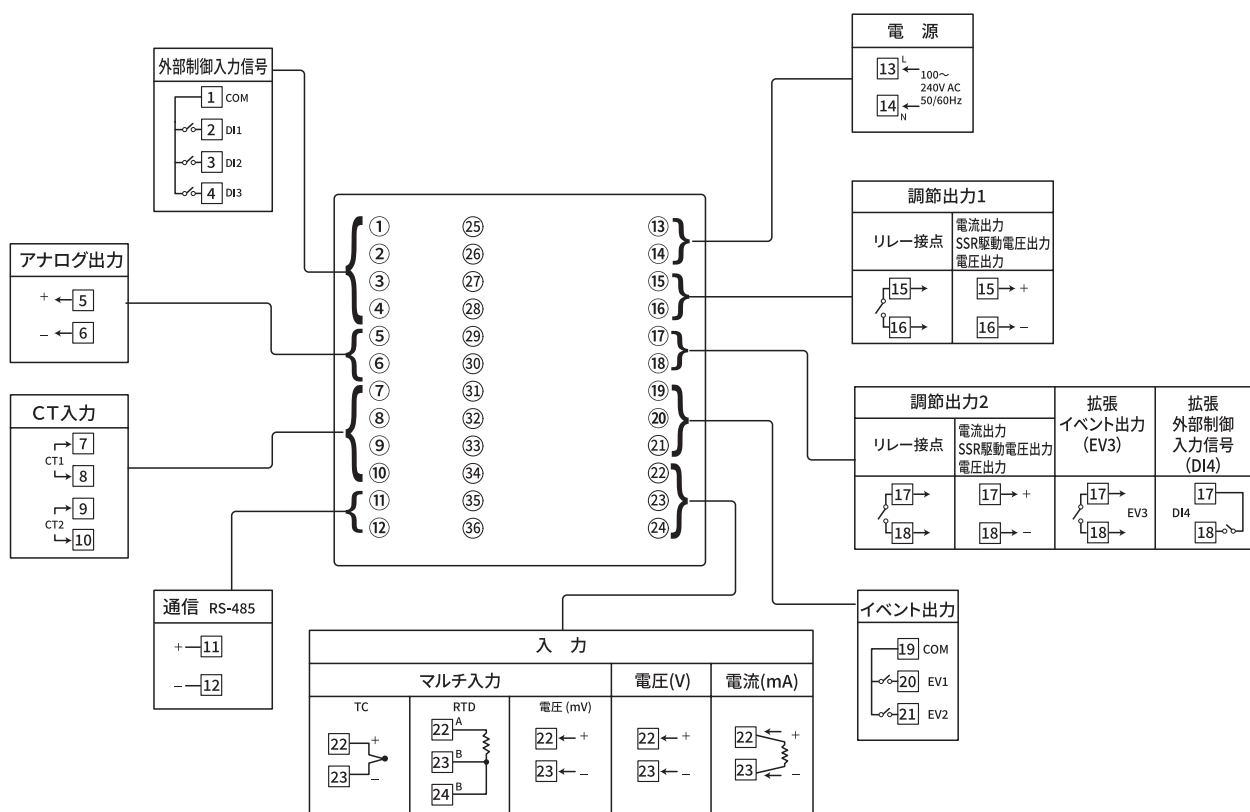 外部制御入力信号
1 COM
2 DI1
3 DI2
4 DI3
アナログ出力
+ 5
− 6
CT入力
7
CT1
8
9
CT2
10
通信 RS-485
+ 11
− 12
① ㉕ ⑬
② ㉖ ⑭
③ ㉗ ⑮
④ ㉘ ⑯
⑤ ㉙ ⑰
⑥ ㉚ ⑱
⑦ ㉛ ⑲
⑧ ㉜ ⑳
⑨ ㉝ ㉑
⑩ ㉞ ㉒
⑪ ㉟ ㉓
⑫ ㊱ ㉔
電 源
13 L
100～
240V AC
50/60Hz
14 N
調節出力1
リレー接点
電流出力
SSR駆動電圧出力
電圧出力
15 15 +
16 16 −
調節出力2
リレー接点
電流出力
SSR駆動電圧出力
電圧出力
拡張
イベント出力
(EV3)
拡張
外部制御
入力信号
(DI4)
17 17 + 17 EV3 17 DI4
18 18 − 18 18
イベント出力
19 COM
20 EV1
21 EV2
入 力
マルチ入力 電圧(V) 電流(mA)
TC RTD 電圧 (mV)
22 + 22 A 22 + 22 + 22 +
23 − 23 B 23 − 23 − 23 −
24 B